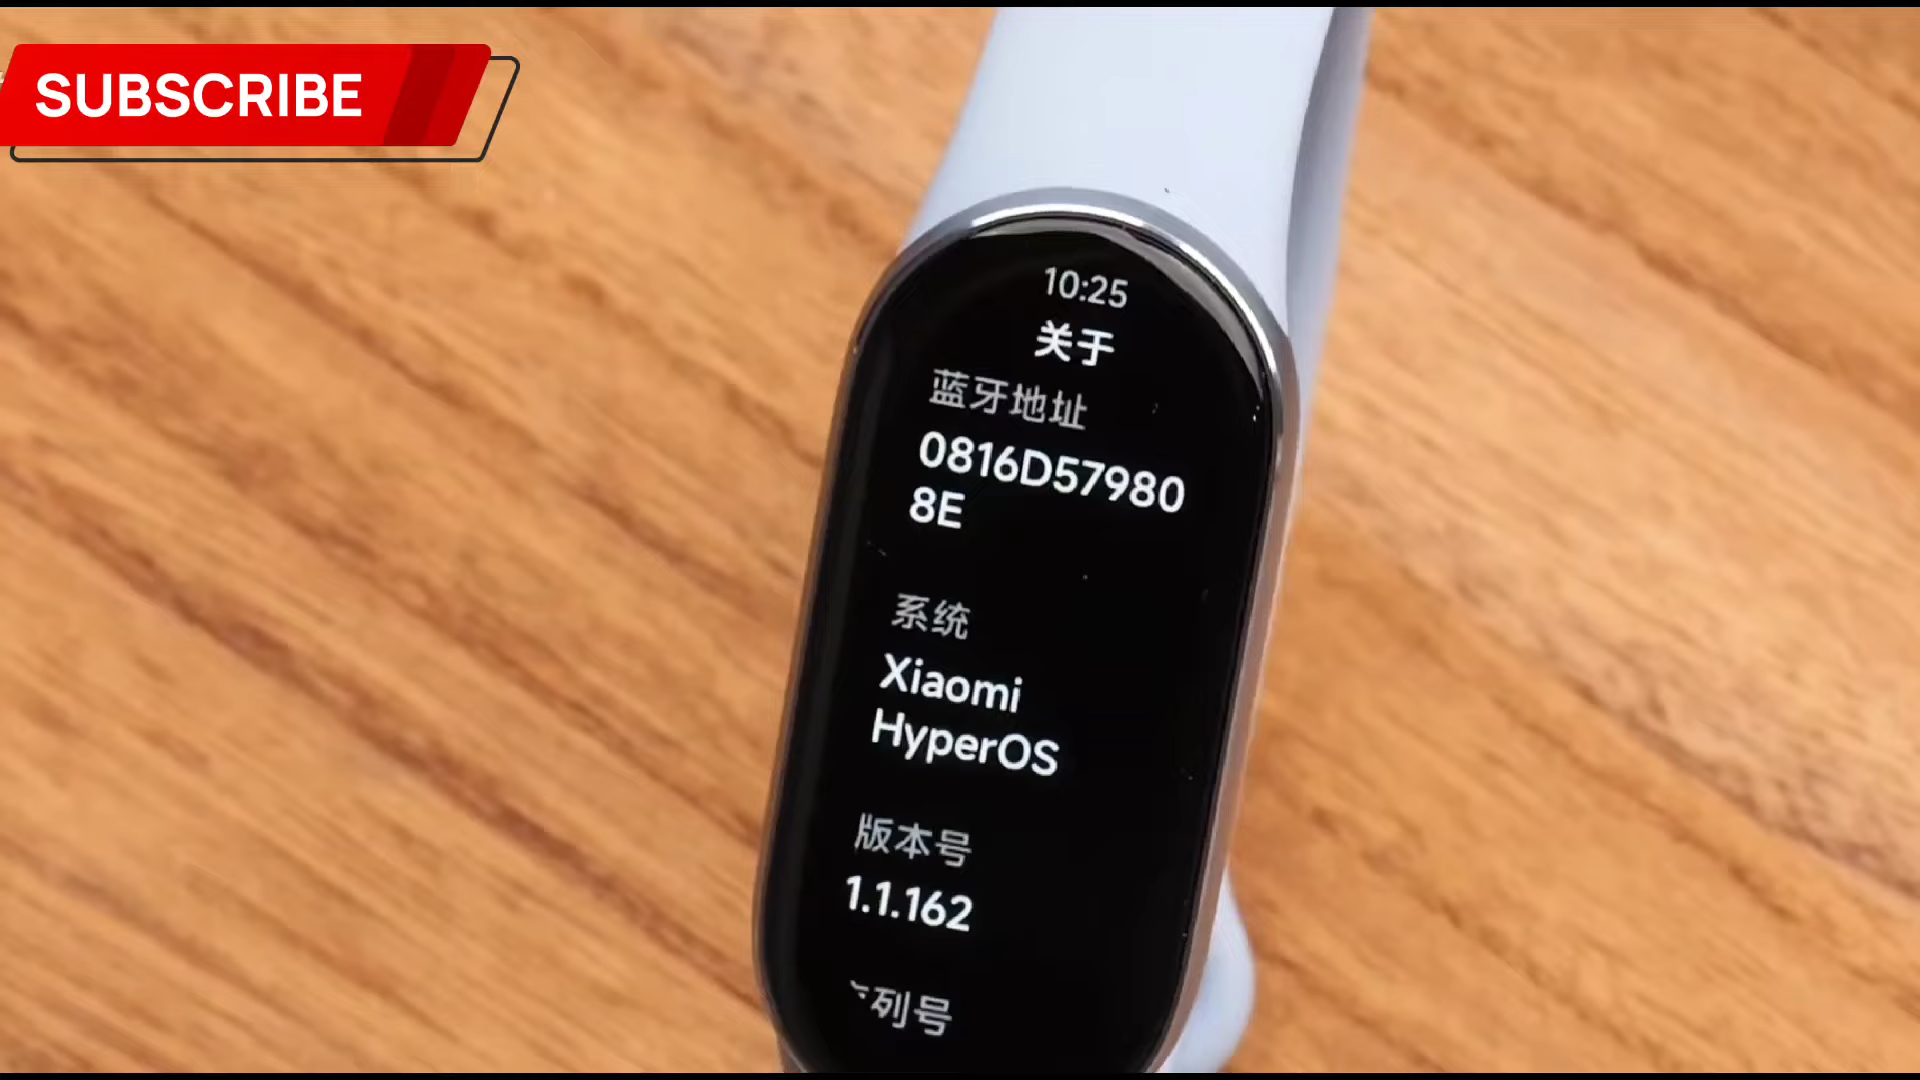 SUBSCRIBE
10:25
关于
蓝牙地址
0816D57980
8E
系统
Xiaomi
HyperOS
版本号
1.1.162
列号